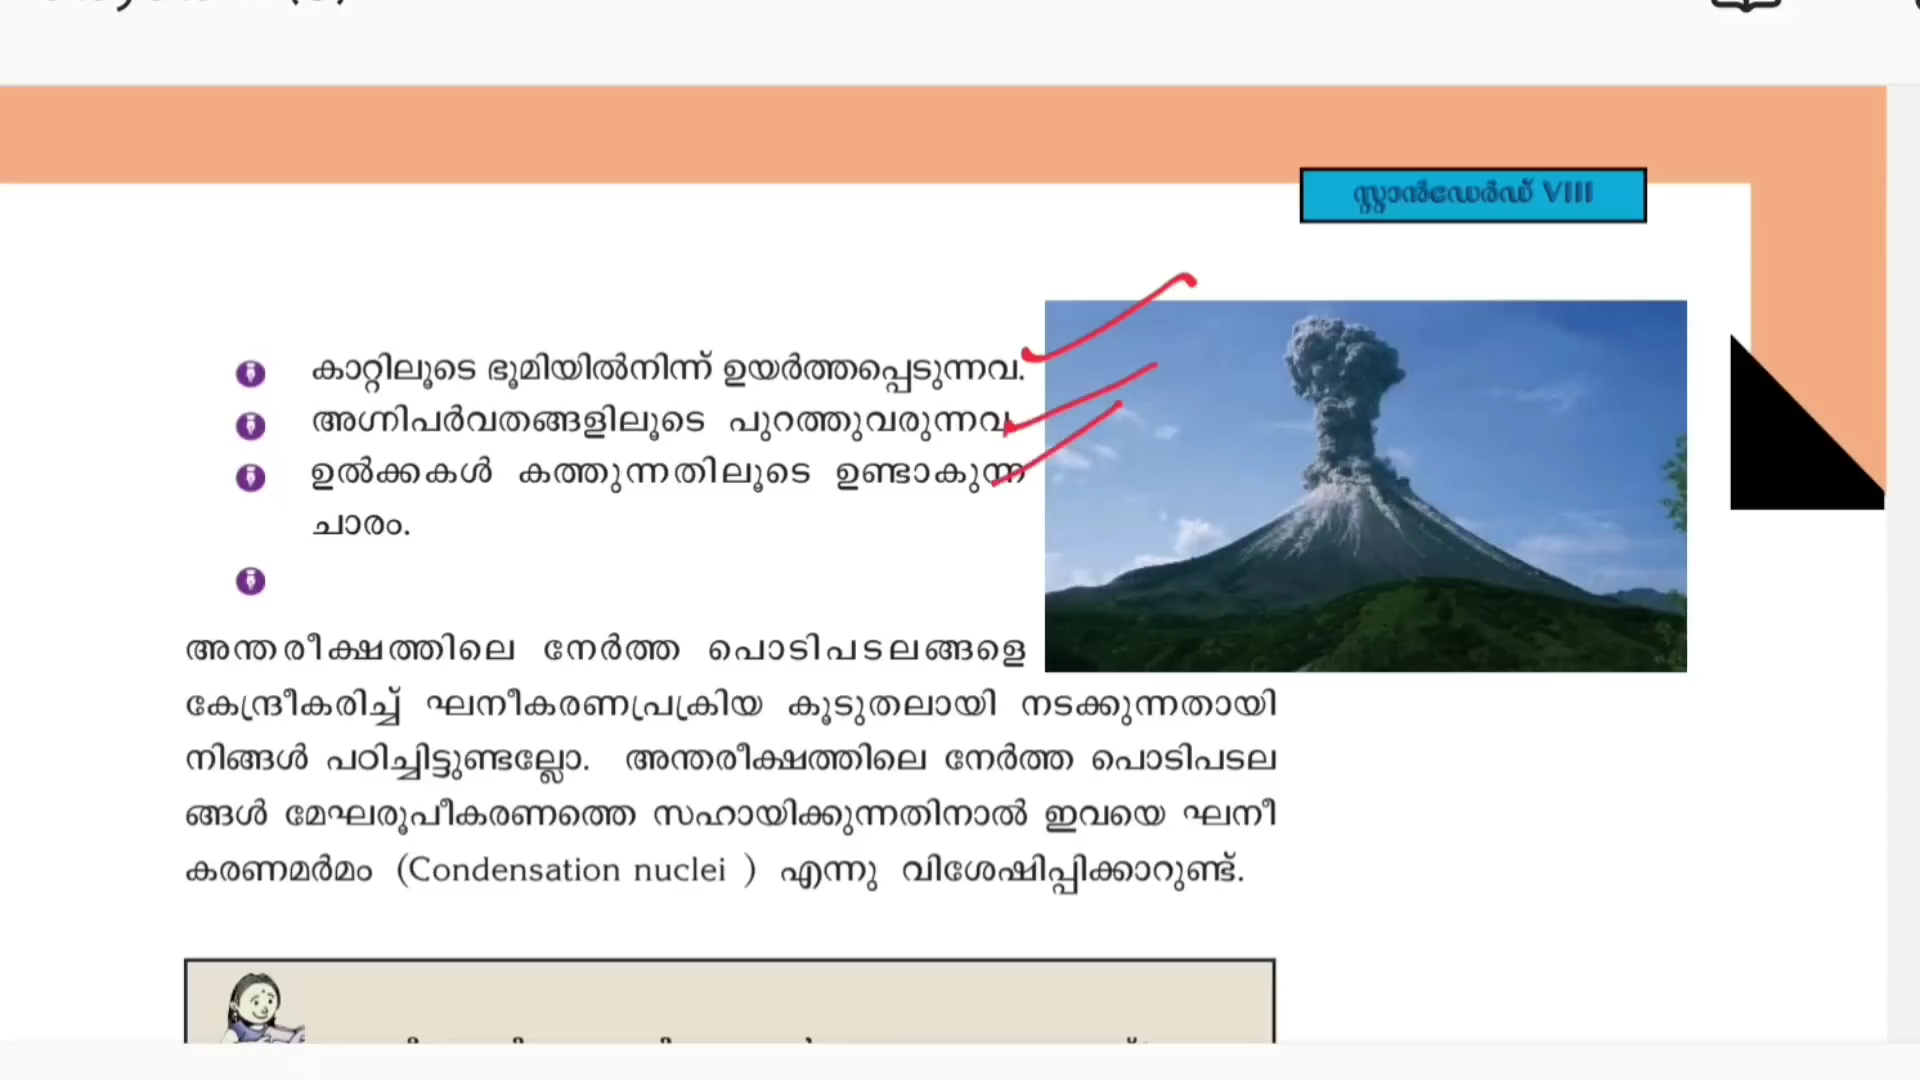 സ്റ്റാൻഡേർഡ് VIII
കാറ്റിലൂടെ ഭൂമിയിൽനിന്ന് ഉയർത്തപ്പെടുന്നവ.
അഗ്നിപർവതങ്ങളിലൂടെ പുറത്തുവരുന്നവ
ഉൽക്കകൾ കത്തുന്നതിലൂടെ ഉണ്ടാകുന്ന
ചാരം.
അന്തരീക്ഷത്തിലെ നേർത്ത പൊടിപടലങ്ങളെ
കേന്ദ്രീകരിച്ച് ഘനീകരണപ്രക്രിയ കൂടുതലായി നടക്കുന്നതായി
നിങ്ങൾ പഠിച്ചിട്ടുണ്ടല്ലോ. അന്തരീക്ഷത്തിലെ നേർത്ത പൊടിപടല
ങ്ങൾ മേഘരൂപീകരണത്തെ സഹായിക്കുന്നതിനാൽ ഇവയെ ഘനീ
കരണമർമം (Condensation nuclei ) എന്നു വിശേഷിപ്പിക്കാറുണ്ട്.